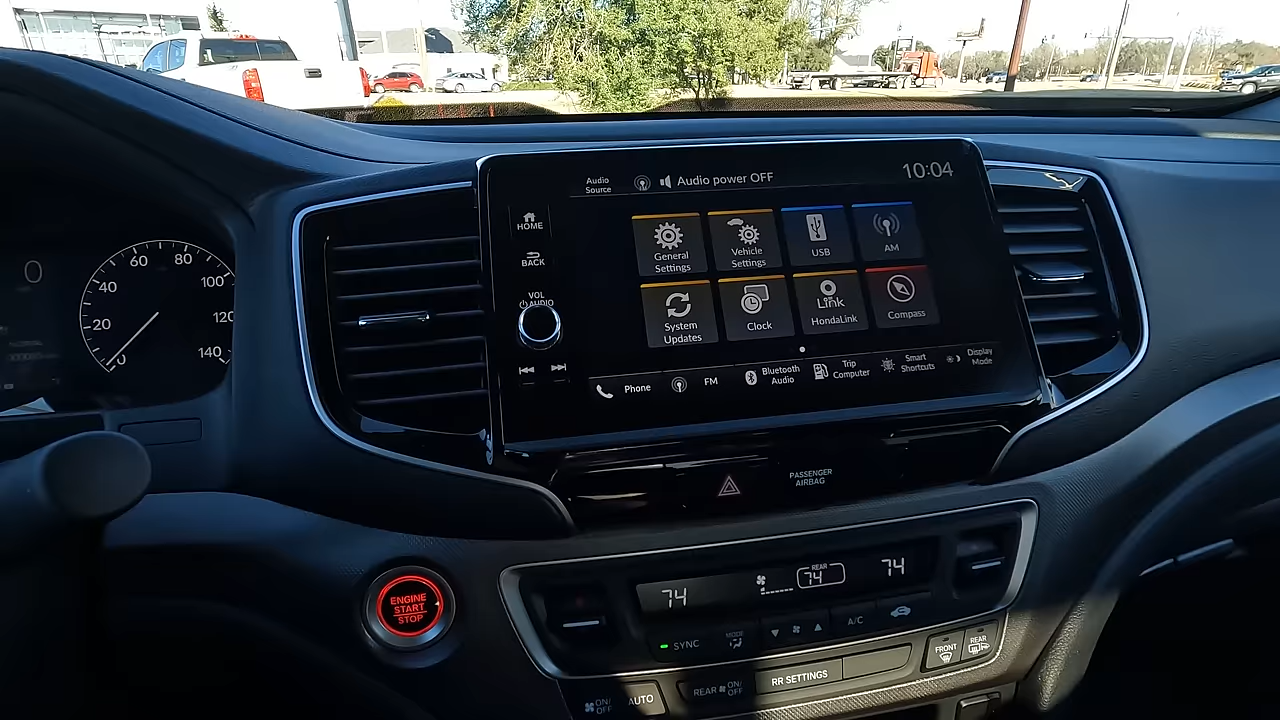 Audio
Source
Audio power OFF
10:04
HOME
BACK
VOL
AUDIO
General
Settings
Vehicle
Settings
USB
AM
System
Updates
Clock
Link
HondaLink
Compass
Phone
FM
Bluetooth
Audio
Trip
Computer
Smart
Shortcuts
Display
Mode
0
0
20
40
60
80
100
120
140
PASSENGER
AIRBAG
ENGINE
START
STOP
74
REAR
74
74
SYNC
MODE
A/C
FRONT
REAR
RR SETTINGS
ON/
OFF
AUTO
REAR
ON/
OFF